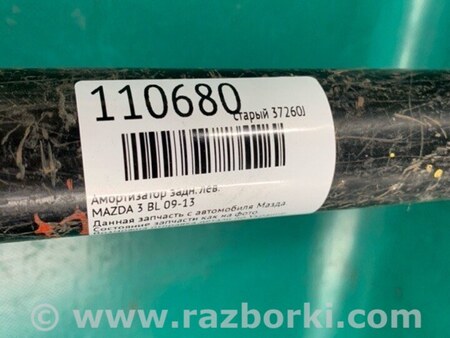 110680
старый 37260J
Амортизатор задн. лев.
MAZDA 3 BL 09-13
Данная запчасть с автомобиля Мазда
Состояние запчасти как на фото
© www.razborki.com